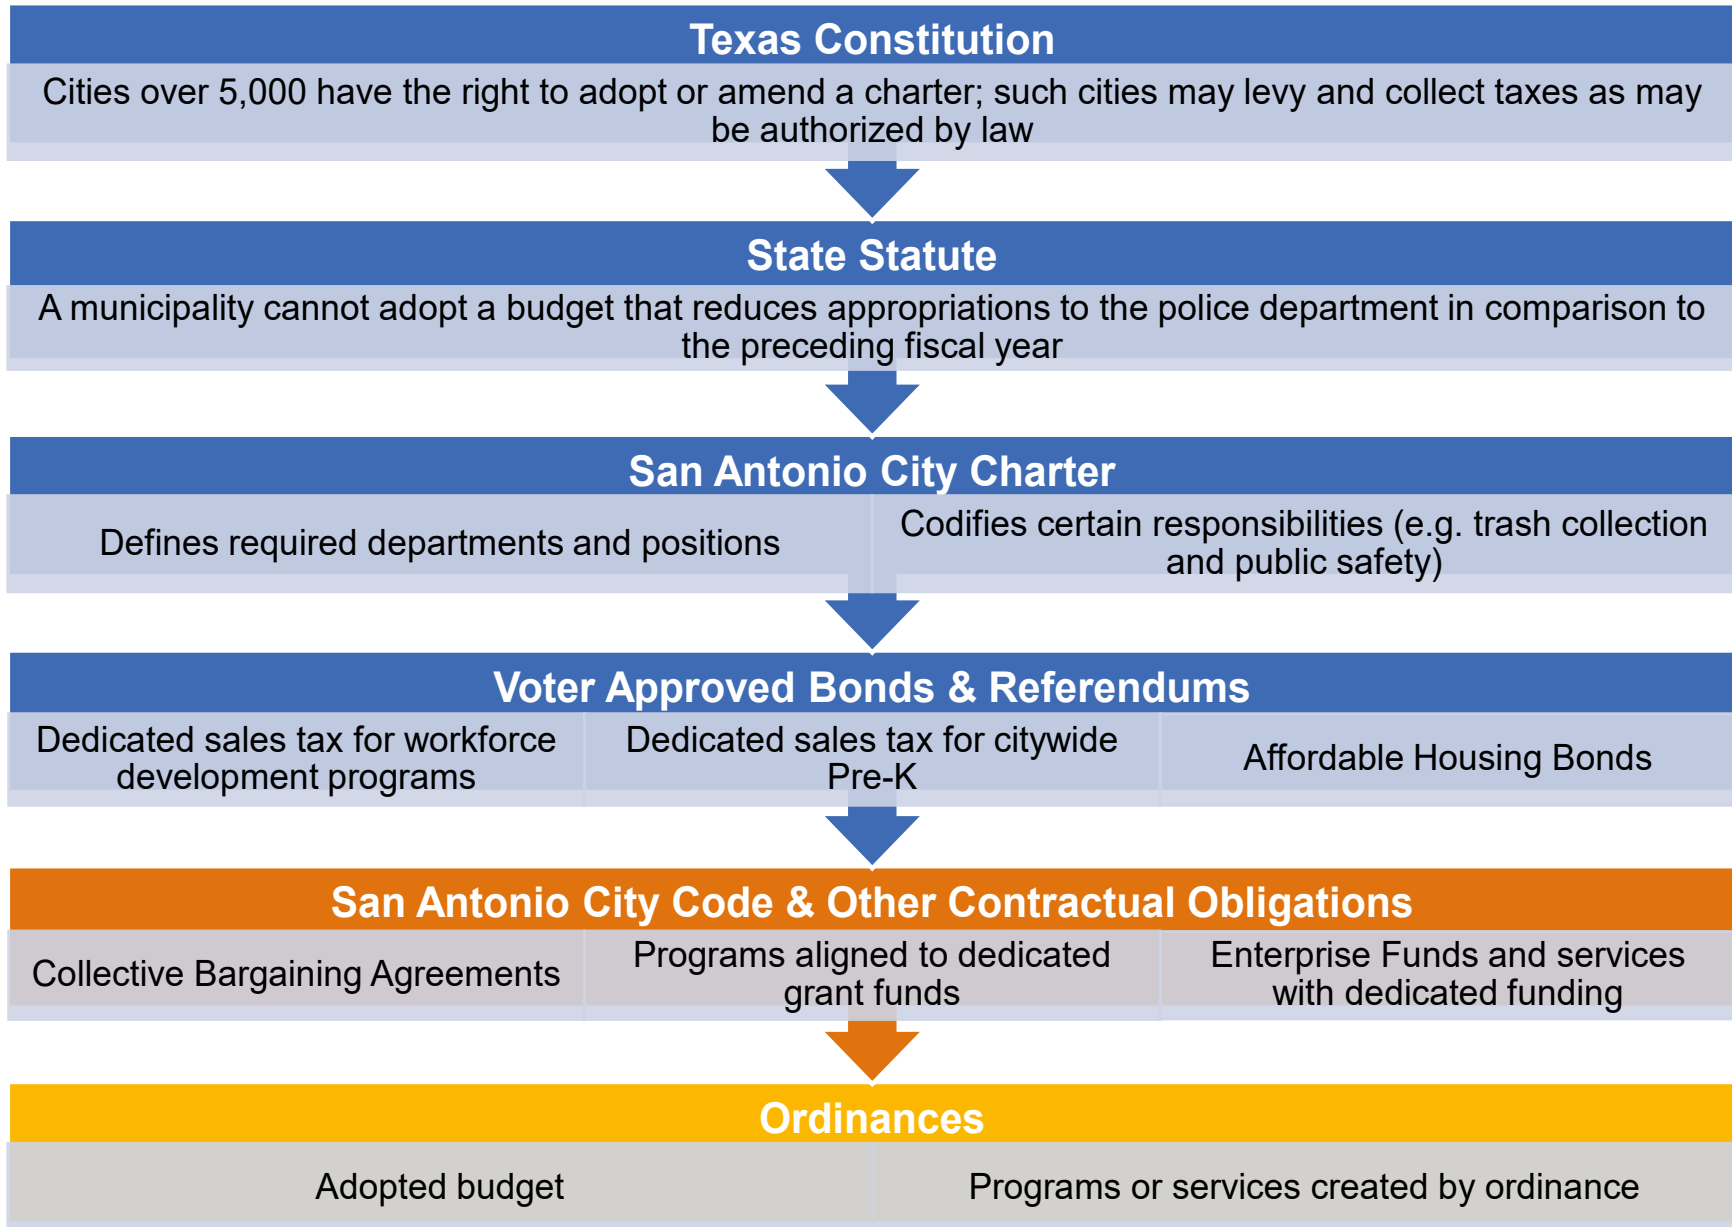 Texas Constitution
Cities over 5,000 have the right to adopt or amend a charter; such cities may levy and collect taxes as may
be authorized by law
State Statute
A municipality cannot adopt a budget that reduces appropriations to the police department in comparison to
the preceding fiscal year
San Antonio City Charter
Defines required departments and positions
Codifies certain responsibilities (e.g. trash collection
and public safety)
Voter Approved Bonds & Referendums
Dedicated sales tax for workforce
development programs
Dedicated sales tax for citywide
Pre-K
Affordable Housing Bonds
San Antonio City Code & Other Contractual Obligations
Collective Bargaining Agreements
Programs aligned to dedicated
grant funds
Enterprise Funds and services
with dedicated funding
Ordinances
Adopted budget
Programs or services created by ordinance